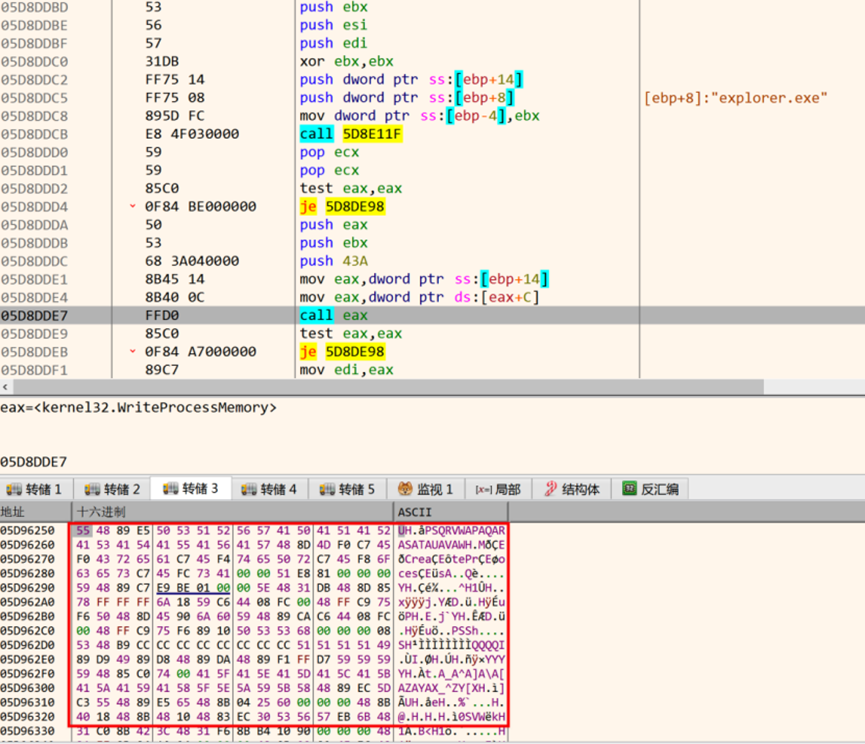 05D8DDBD 53 push ebx
05D8DDBE 56 push esi
05D8DDBF 57 push edi
05D8DDC0 31DB xor ebx,ebx
05D8DDC2 FF75 14 push dword ptr ss:[ebp+14]
05D8DDC5 FF75 08 push dword ptr ss:[ebp+8] [ebp+8]:"explorer.exe"
05D8DDC8 895D FC mov dword ptr ss:[ebp-4],ebx
05D8DDCB E8 4F030000 call 5D8E11F
05D8DDD0 59 pop ecx
05D8DDD1 59 pop ecx
05D8DDD2 85C0 test eax,eax
05D8DDD4 0F84 BE000000 je 5D8DE98
05D8DDDA 50 push eax
05D8DDDB 53 push ebx
05D8DDDC 68 3A040000 push 43A
05D8DDE1 8B45 14 mov eax,dword ptr ss:[ebp+14]
05D8DDE4 8B40 0C mov eax,dword ptr ds:[eax+C]
05D8DDE7 FFD0 call eax
05D8DDE9 85C0 test eax,eax
05D8DDEB 0F84 A7000000 je 5D8DE98
05D8DDF1 89C7 mov edi,eax
eax=<kernel32.WriteProcessMemory>
05D8DDE7
转储 1 转储 2 转储 3 转储 4 转储 5 监视 1 [x=] 局部 结构体 反汇编
地址 十六进制 ASCII
05D96250 55 48 89 E5 50 53 51 52 56 57 41 50 41 51 41 52 UH.åPSQRVWAPAQAR
05D96260 41 53 41 54 41 55 41 56 41 57 48 8D 4D F0 C7 45 ASATAUAVAWH.MðÇE
05D96270 F0 43 72 65 61 C7 45 F4 74 65 50 72 C7 45 F8 6F ðCreaÇEôtePrÇEøo
05D96280 63 65 73 C7 45 FC 73 41 00 00 51 E8 81 00 00 00 cesÇEüsA..Qè....
05D96290 59 48 89 C7 E9 BE 01 00 00 5E 48 31 DB 48 8D 85 YH.Çé¾...^H1ÛH..
05D962A0 78 FF FF FF 6A 18 59 C6 44 08 FC 00 48 FF C9 75 xÿÿÿj.YÆD.ü.HÿÉu
05D962B0 F6 50 48 8D 45 90 6A 60 59 48 89 CA C6 44 08 FC öPH.E.j`YH.ÊÆD.ü
05D962C0 00 48 FF C9 75 F6 89 10 50 53 53 68 00 00 00 08 .HÿÉuö..PSSh....
05D962D0 53 48 B9 CC CC CC CC CC CC CC CC 51 51 51 51 49 SH¹ÌÌÌÌÌÌÌÌQQQQI
05D962E0 89 D9 49 89 D8 48 89 DA 48 89 F1 FF D7 59 59 59 .ÙI.ØH.ÚH.ñÿ×YYY
05D962F0 59 48 85 C0 74 00 41 5F 41 5E 41 5D 41 5C 41 5B YH.Àt.A_A^A]A\A[
05D96300 41 5A 41 59 41 58 5F 5E 5A 59 5B 58 48 89 EC 5D AZAYAX_^ZY[XH.ì]
05D96310 C3 55 48 89 E5 65 48 8B 04 25 60 00 00 00 48 8B ÃUH.åeH..%`...H.
05D96320 40 18 48 8B 48 10 48 83 EC 30 53 56 57 EB 6B 48 @.H.H.H.ì0SVWëkH
05D96330 31 C0 8B 42 3C 48 31 F6 8B B4 10 90 00 00 00 48